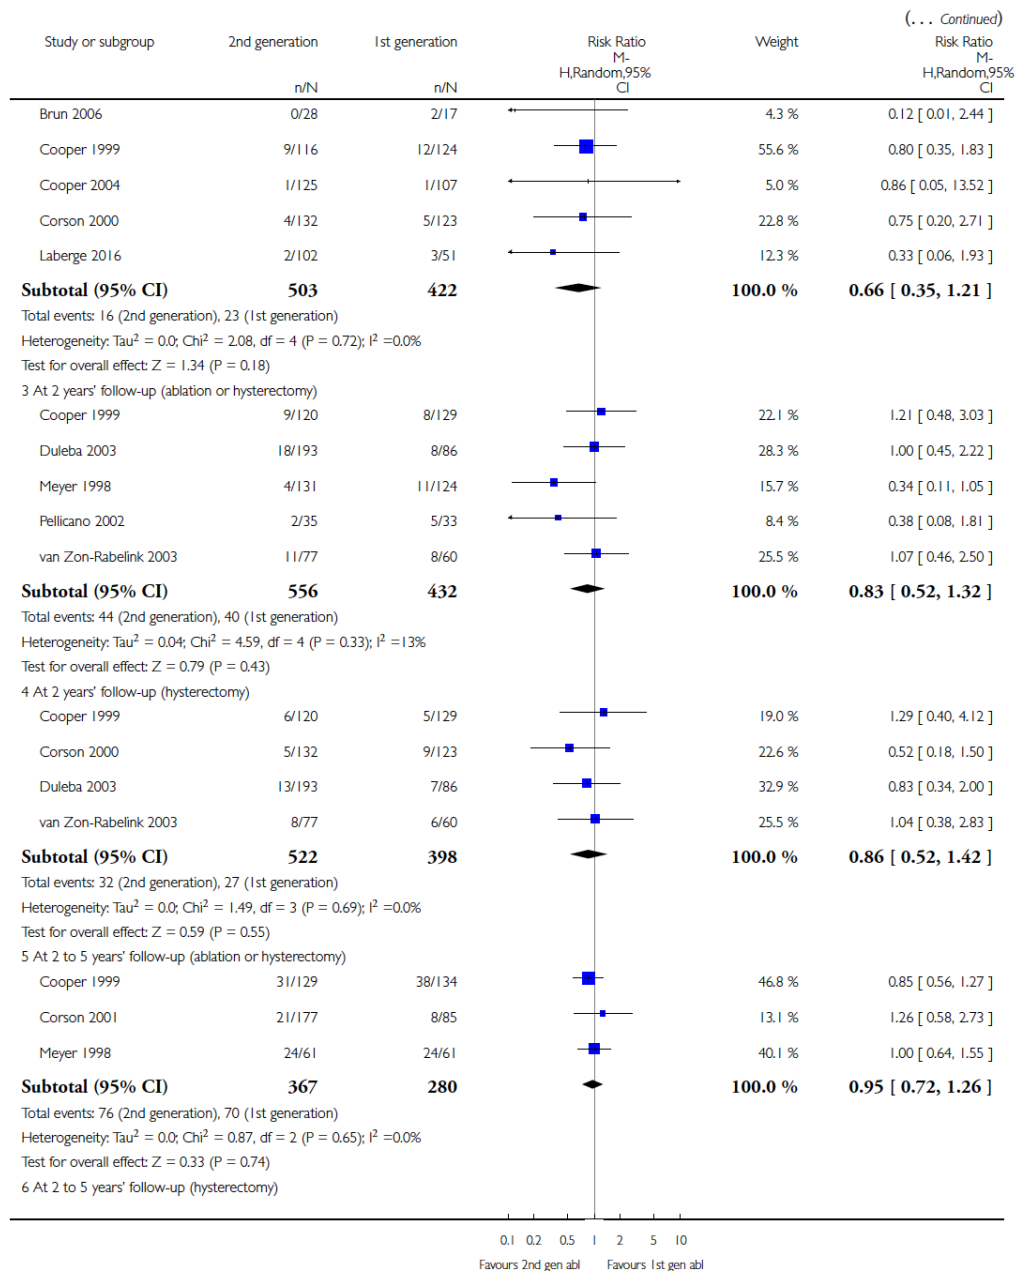 (... Continued)
Study or subgroup 2nd generation 1st generation Risk Ratio Weight Risk Ratio
M- M-
H,Random,95% H,Random,95%
n/N n/N CI CI
Brun 2006 0/28 2/17 4.3 % 0.12 [ 0.01, 2.44 ]
Cooper 1999 9/116 12/124 55.6 % 0.80 [ 0.35, 1.83 ]
Cooper 2004 1/125 1/107 5.0 % 0.86 [ 0.05, 13.52 ]
Corson 2000 4/132 5/123 22.8 % 0.75 [ 0.20, 2.71 ]
Laberge 2016 2/102 3/51 12.3 % 0.33 [ 0.06, 1.93 ]
Subtotal (95% CI) 503 422 100.0 % 0.66 [ 0.35, 1.21 ]
Total events: 16 (2nd generation), 23 (1st generation)
Heterogeneity: Tau² = 0.0; Chi² = 2.08, df = 4 (P = 0.72); I² =0.0%
Test for overall effect: Z = 1.34 (P = 0.18)
3 At 2 years' follow-up (ablation or hysterectomy)
Cooper 1999 9/120 8/129 22.1 % 1.21 [ 0.48, 3.03 ]
Duleba 2003 18/193 8/86 28.3 % 1.00 [ 0.45, 2.22 ]
Meyer 1998 4/131 11/124 15.7 % 0.34 [ 0.11, 1.05 ]
Pellicano 2002 2/35 5/33 8.4 % 0.38 [ 0.08, 1.81 ]
van Zon-Rabelink 2003 11/77 8/60 25.5 % 1.07 [ 0.46, 2.50 ]
Subtotal (95% CI) 556 432 100.0 % 0.83 [ 0.52, 1.32 ]
Total events: 44 (2nd generation), 40 (1st generation)
Heterogeneity: Tau² = 0.04; Chi² = 4.59, df = 4 (P = 0.33); I² =13%
Test for overall effect: Z = 0.79 (P = 0.43)
4 At 2 years' follow-up (hysterectomy)
Cooper 1999 6/120 5/129 19.0 % 1.29 [ 0.40, 4.12 ]
Corson 2000 5/132 9/123 22.6 % 0.52 [ 0.18, 1.50 ]
Duleba 2003 13/193 7/86 32.9 % 0.83 [ 0.34, 2.00 ]
van Zon-Rabelink 2003 8/77 6/60 25.5 % 1.04 [ 0.38, 2.83 ]
Subtotal (95% CI) 522 398 100.0 % 0.86 [ 0.52, 1.42 ]
Total events: 32 (2nd generation), 27 (1st generation)
Heterogeneity: Tau² = 0.0; Chi² = 1.49, df = 3 (P = 0.69); I² =0.0%
Test for overall effect: Z = 0.59 (P = 0.55)
5 At 2 to 5 years' follow-up (ablation or hysterectomy)
Cooper 1999 31/129 38/134 46.8 % 0.85 [ 0.56, 1.27 ]
Corson 2001 21/177 8/85 13.1 % 1.26 [ 0.58, 2.73 ]
Meyer 1998 24/61 24/61 40.1 % 1.00 [ 0.64, 1.55 ]
Subtotal (95% CI) 367 280 100.0 % 0.95 [ 0.72, 1.26 ]
Total events: 76 (2nd generation), 70 (1st generation)
Heterogeneity: Tau² = 0.0; Chi² = 0.87, df = 2 (P = 0.65); I² =0.0%
Test for overall effect: Z = 0.33 (P = 0.74)
6 At 2 to 5 years' follow-up (hysterectomy)
0.1 0.2 0.5 1 2 5 10
Favours 2nd gen abl Favours 1st gen abl